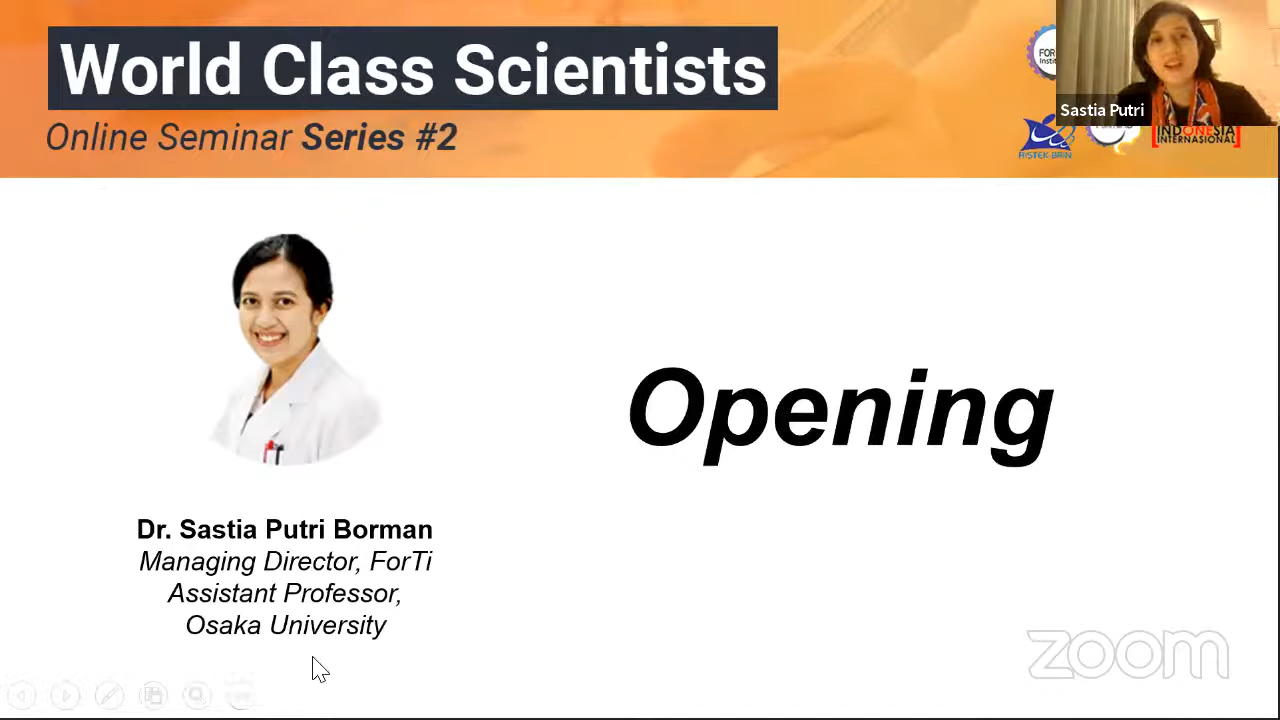 World Class Scientists
Online Seminar Series #2
Sastia Putri
RISTEK-BRIN
INDONESIA
INTERNASIONAL
Opening
Dr. Sastia Putri Borman
Managing Director, ForTi
Assistant Professor,
Osaka University
zoom